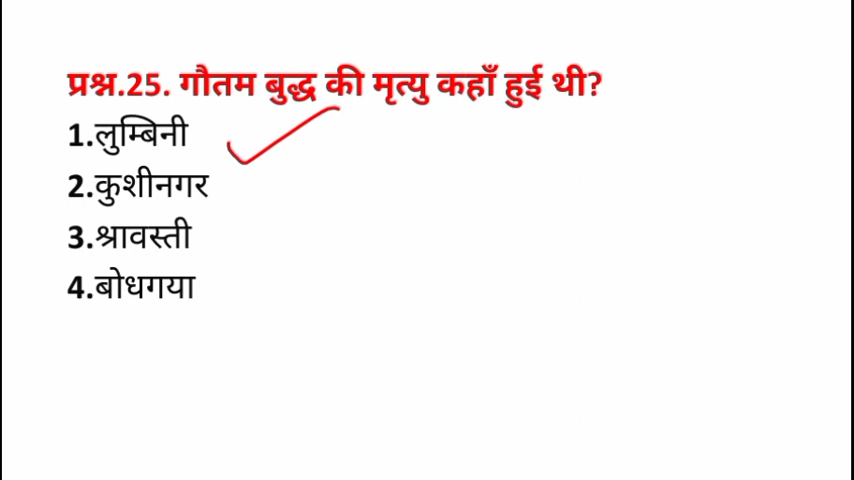 प्रश्न.25. गौतम बुद्ध की मृत्यु कहाँ हुई थी?
1.लुम्बिनी
2.कुशीनगर
3.श्रावस्ती
4.बोधगया